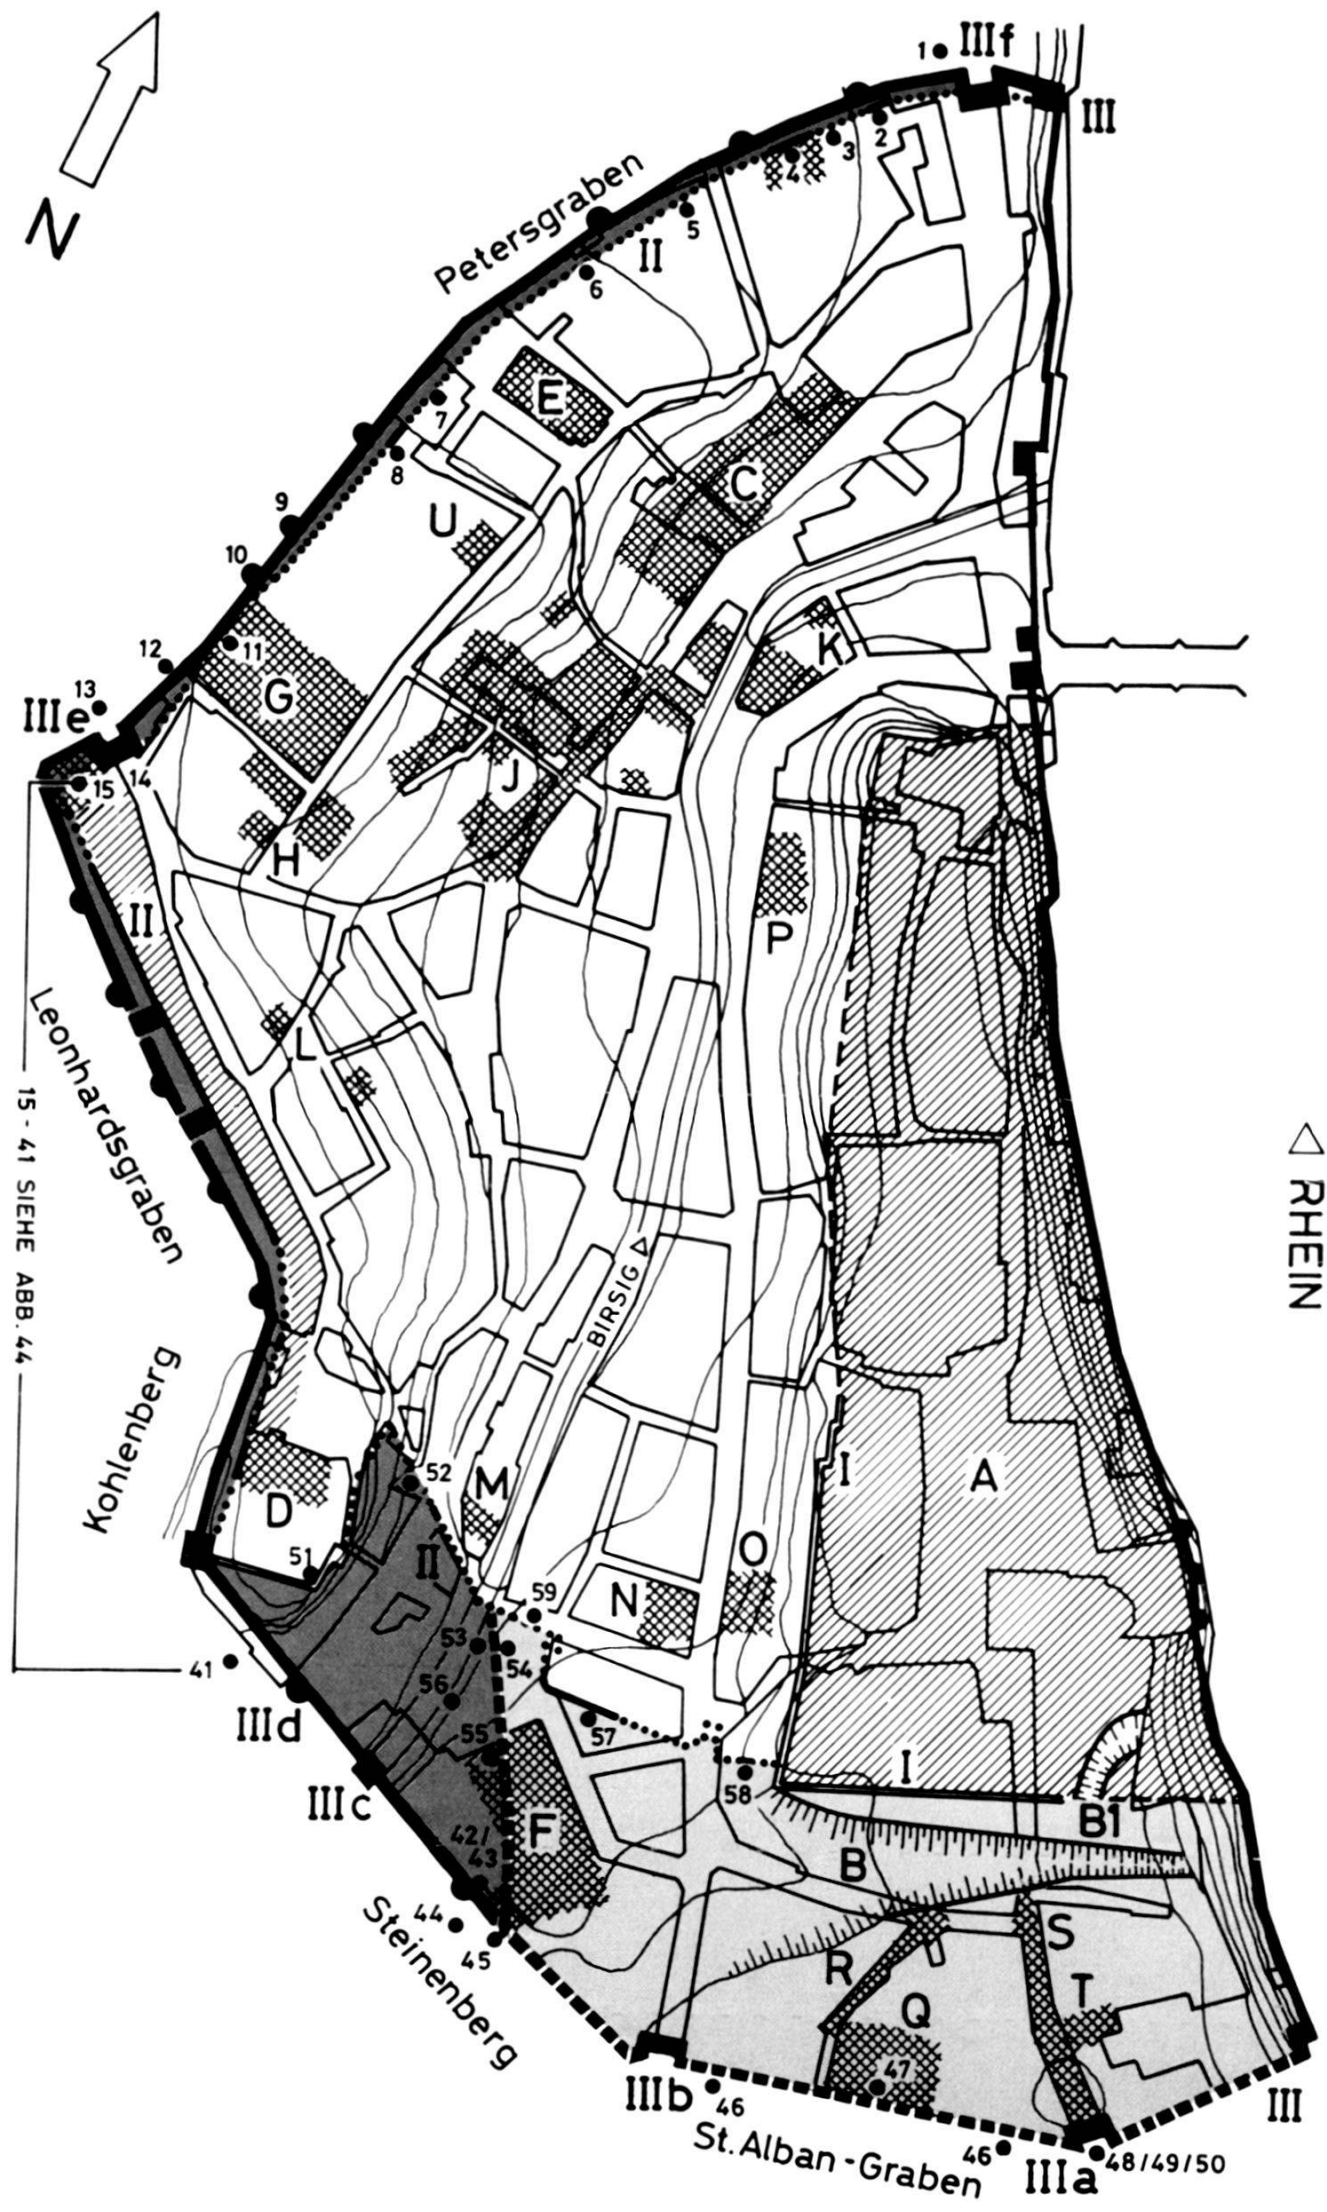 N
1
IIIf
III
2
3
4
5
Petersgraben
II
6
E
7
8
C
U
9
10
K
11
12
G
13
IIIe
14
15
J
H
II
P
L
Leonhardsgraben
15 - 41 SIEHE ABB. 44
RHEIN
BIRSIG
Kohlenberg
52
M
I
A
D
II
O
51
59
N
53
54
41
56
IIId
57
55
I
58
IIIc
B1
42/
43
F
B
44
45
Steinenberg
S
R
T
Q
47
IIIb
46
III
St. Alban - Graben
46
IIIa
48/49/50